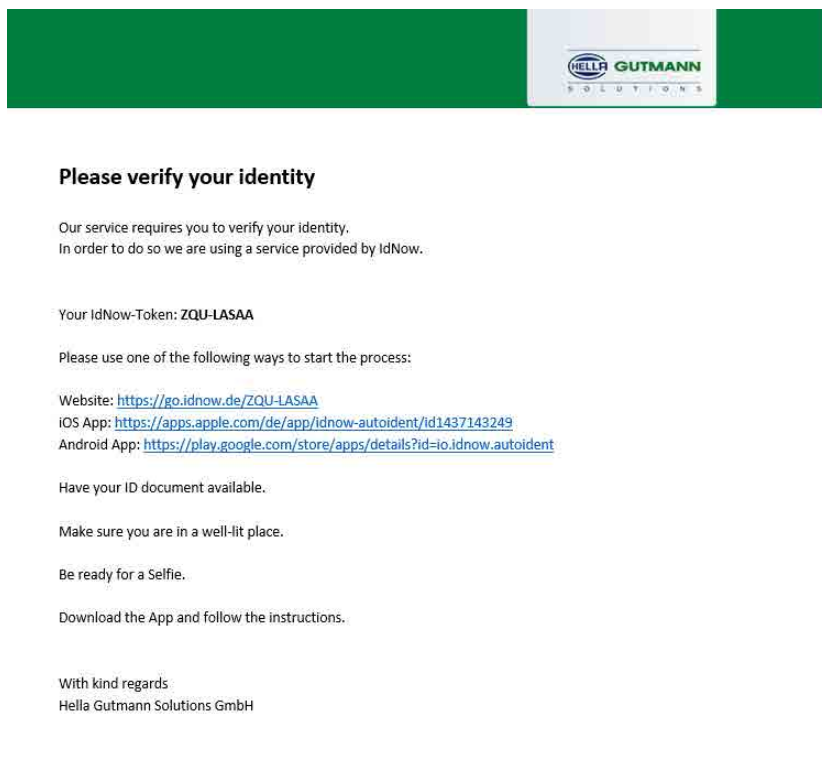 HELLA GUTMANN
SOLUTIONS
Please verify your identity
Our service requires you to verify your identity.
In order to do so we are using a service provided by IdNow.
Your IdNow-Token: ZQU-LASAA
Please use one of the following ways to start the process:
Website: https://go.idnow.de/ZQU-LASAA
iOS App: https://apps.apple.com/de/app/idnow-autoident/id1437143249
Android App: https://play.google.com/store/apps/details?id=io.idnow.autoident
Have your ID document available.
Make sure you are in a well-lit place.
Be ready for a Selfie.
Download the App and follow the instructions.
With kind regards
Hella Gutmann Solutions GmbH